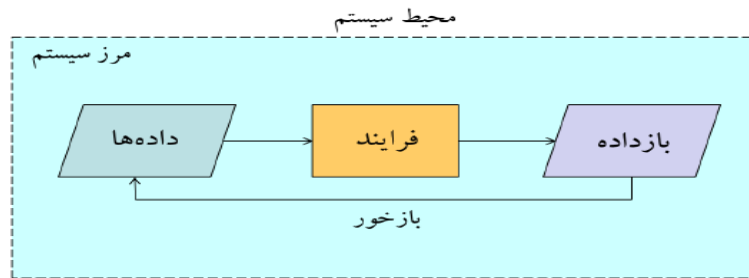 محیط سیستم
مرز سیستم
داده‌ها
فرایند
بازداده
بازخور